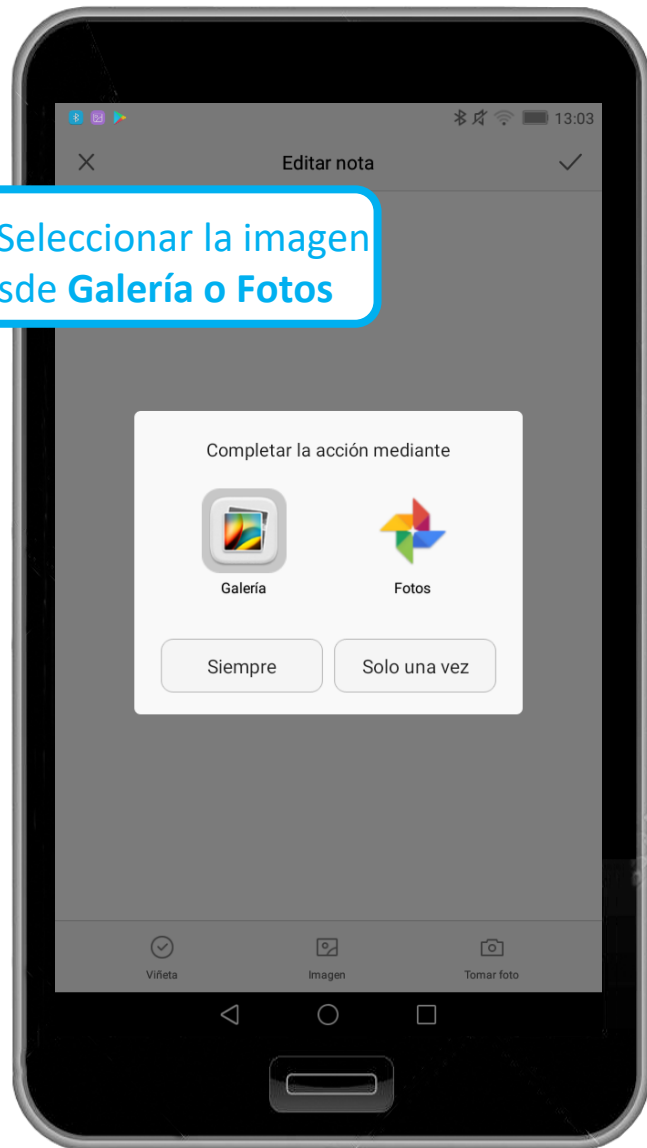 13:03
Editar nota
Seleccionar la imagen
sde Galería o Fotos
Completar la acción mediante
Galería Fotos
Siempre Solo una vez
Viñeta Imagen Tomar foto